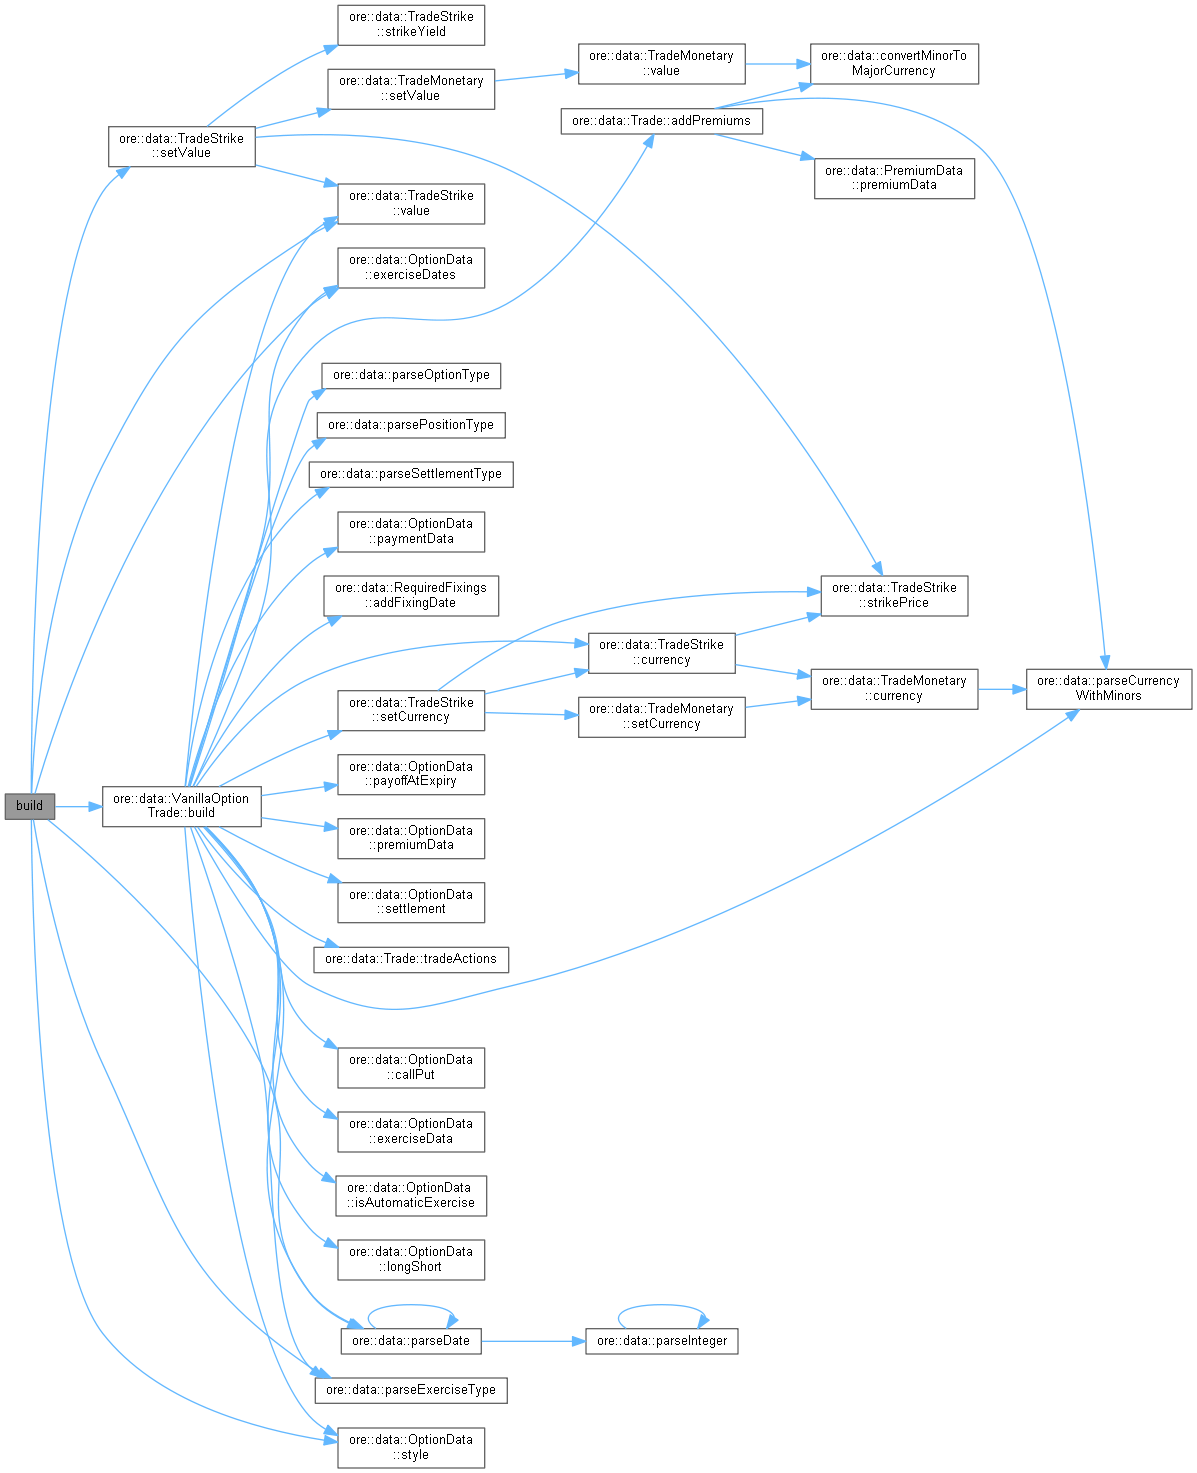 ore::data::TradeStrike
::strikeYield
ore::data::TradeMonetary
::setValue
ore::data::TradeMonetary
::value
ore::data::convertMinorTo
MajorCurrency
ore::data::Trade::addPremiums
ore::data::TradeStrike
::setValue
ore::data::PremiumData
::premiumData
ore::data::TradeStrike
::value
ore::data::OptionData
::exerciseDates
ore::data::parseOptionType
ore::data::parsePositionType
ore::data::parseSettlementType
ore::data::OptionData
::paymentData
ore::data::RequiredFixings
::addFixingDate
ore::data::TradeStrike
::strikePrice
ore::data::TradeStrike
::currency
ore::data::TradeMonetary
::currency
ore::data::parseCurrency
WithMinors
ore::data::TradeStrike
::setCurrency
ore::data::TradeMonetary
::setCurrency
ore::data::OptionData
::payoffAtExpiry
build
ore::data::VanillaOption
Trade::build
ore::data::OptionData
::premiumData
ore::data::OptionData
::settlement
ore::data::Trade::tradeActions
ore::data::OptionData
::callPut
ore::data::OptionData
::exerciseData
ore::data::OptionData
::isAutomaticExercise
ore::data::OptionData
::longShort
ore::data::parseDate
ore::data::parseInteger
ore::data::parseExerciseType
ore::data::OptionData
::style